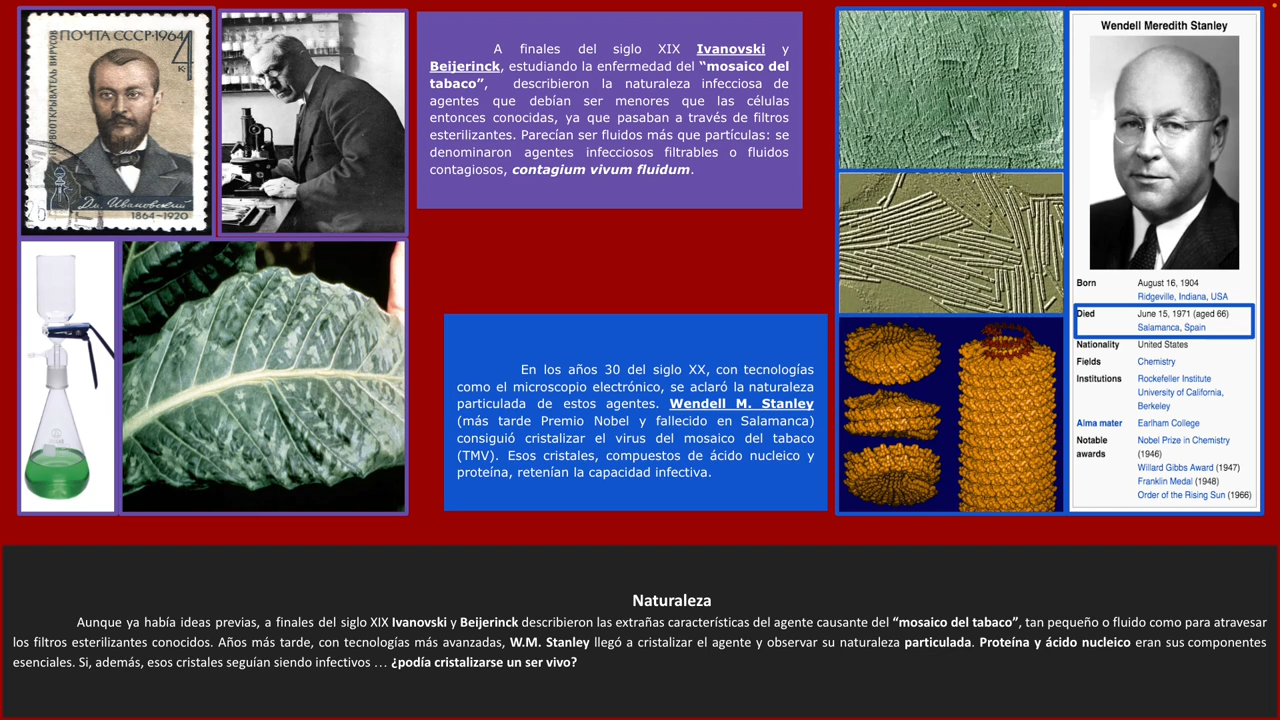 ПОЧТА СССР·1964
4
К
ПЕРВООТКРЫВАТЕЛЬ ВИРУСОВ
Дм. Ивановский
1864–1920
A finales del siglo XIX Ivanovski y
Beijerinck, estudiando la enfermedad del “mosaico del
tabaco”, describieron la naturaleza infecciosa de
agentes que debían ser menores que las células
entonces conocidas, ya que pasaban a través de filtros
esterilizantes. Parecían ser fluidos más que partículas: se
denominaron agentes infecciosos filtrables o fluidos
contagiosos, contagium vivum fluidum.
En los años 30 del siglo XX, con tecnologías
como el microscopio electrónico, se aclaró la naturaleza
particulada de estos agentes. Wendell M. Stanley
(más tarde Premio Nobel y fallecido en Salamanca)
consiguió cristalizar el virus del mosaico del tabaco
(TMV). Esos cristales, compuestos de ácido nucleico y
proteína, retenían la capacidad infectiva.
Wendell Meredith Stanley
Born August 16, 1904
Ridgeville, Indiana, USA
Died June 15, 1971 (aged 66)
Salamanca, Spain
Nationality United States
Fields Chemistry
Institutions Rockefeller Institute
University of California,
Berkeley
Alma mater Earlham College
Notable Nobel Prize in Chemistry
awards (1946)
Willard Gibbs Award (1947)
Franklin Medal (1948)
Order of the Rising Sun (1966)
Naturaleza
Aunque ya había ideas previas, a finales del siglo XIX Ivanovski y Beijerinck describieron las extrañas características del agente causante del “mosaico del tabaco”, tan pequeño o fluido como para atravesar
los filtros esterilizantes conocidos. Años más tarde, con tecnologías más avanzadas, W.M. Stanley llegó a cristalizar el agente y observar su naturaleza particulada. Proteína y ácido nucleico eran sus componentes
esenciales. Si, además, esos cristales seguían siendo infectivos … ¿podía cristalizarse un ser vivo?